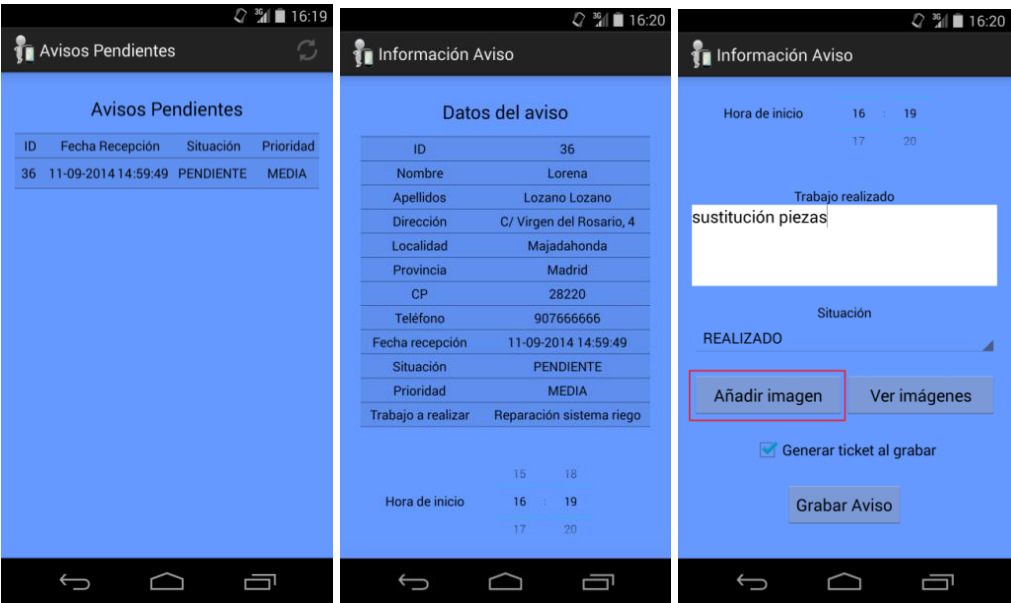 3G 16:19
Avisos Pendientes
Avisos Pendientes
ID Fecha Recepción Situación Prioridad
36 11-09-2014 14:59:49 PENDIENTE MEDIA
3G 16:20
Información Aviso
Datos del aviso
ID 36
Nombre Lorena
Apellidos Lozano Lozano
Dirección C/ Virgen del Rosario, 4
Localidad Majadahonda
Provincia Madrid
CP 28220
Teléfono 907666666
Fecha recepción 11-09-2014 14:59:49
Situación PENDIENTE
Prioridad MEDIA
Trabajo a realizar Reparación sistema riego
15 18
Hora de inicio 16 : 19
17 20
3G 16:20
Información Aviso
Hora de inicio 16 : 19
17 20
Trabajo realizado
sustitución piezas
Situación
REALIZADO
Añadir imagen Ver imágenes
Generar ticket al grabar
Grabar Aviso